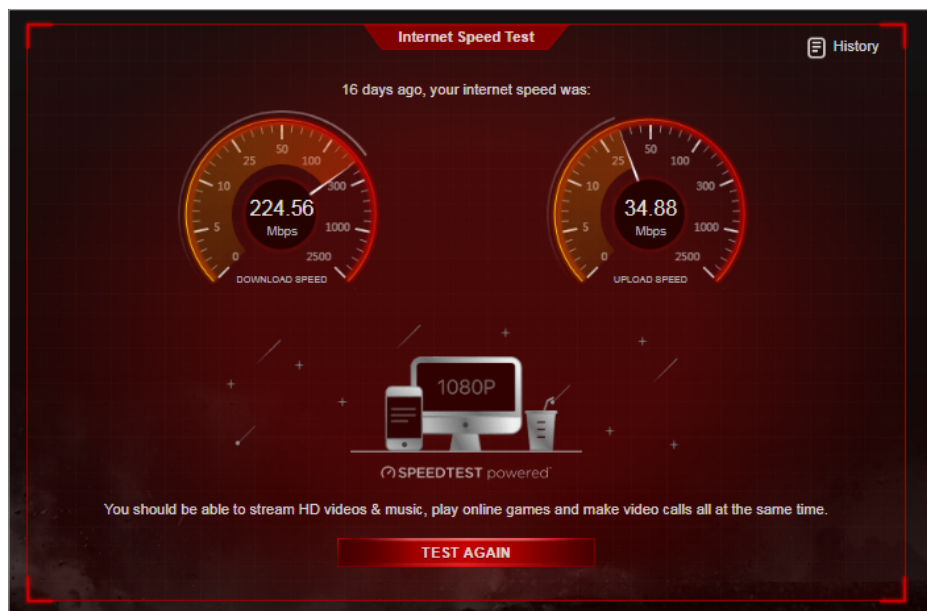 Internet Speed Test
History
16 days ago, your internet speed was:
0
5
10
25
50
100
300
1000
2500
224.56
Mbps
DOWNLOAD SPEED
0
5
10
25
50
100
300
1000
2500
34.88
Mbps
UPLOAD SPEED
1080P
SPEEDTEST powered
You should be able to stream HD videos & music, play online games and make video calls all at the same time.
TEST AGAIN